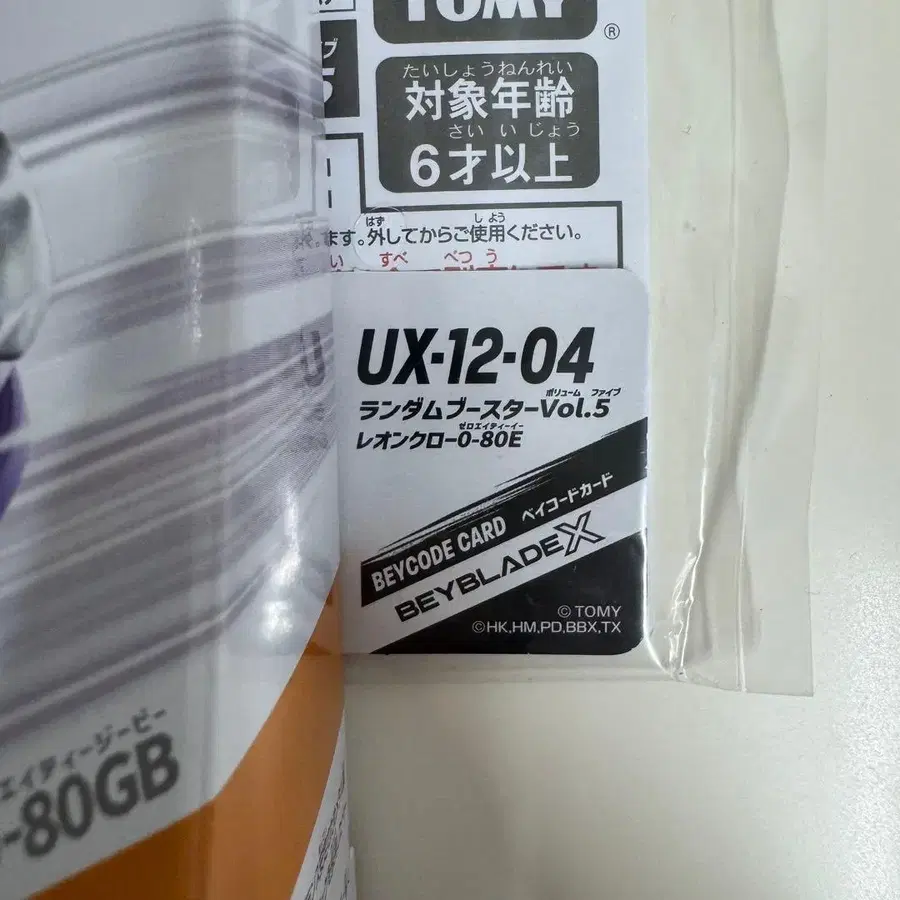 TOMY
®
たいしょうねんれい
対象年齢
さい い じょう
6才以上
はず し よう
ます。外してからご使用ください。
すべ べつ う
UX-12-04
ボリューム ファイブ
ランダムブースターVol.5
ゼロエイティーイー
レオンクロー0-80E
BEYCODE CARD ベイコードカード
BEYBLADE X
© TOMY
©HK,HM,PD,BBX,TX
エイティージービー
-80GB